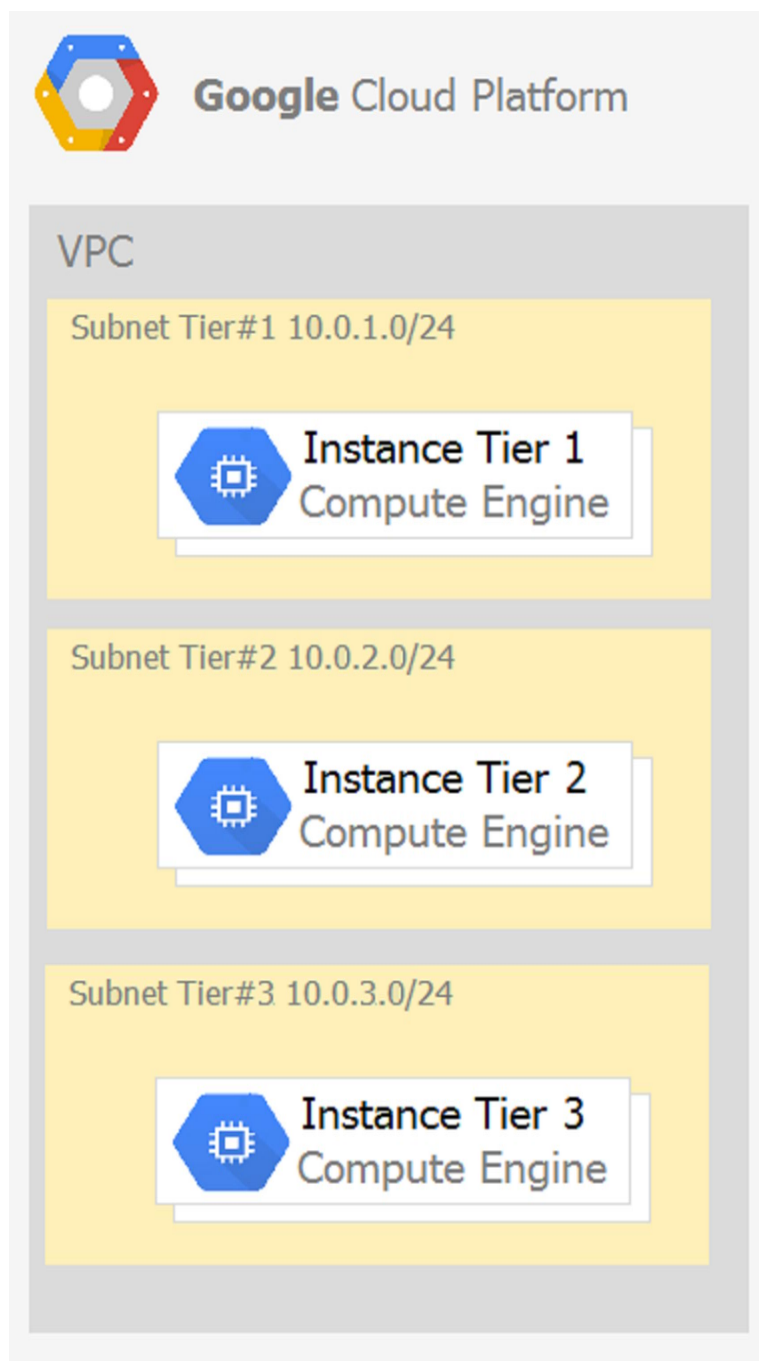 Google Cloud Platform
VPC
Subnet Tier#1 10.0.1.0/24
Instance Tier 1
Compute Engine
Subnet Tier#2 10.0.2.0/24
Instance Tier 2
Compute Engine
Subnet Tier#3 10.0.3.0/24
Instance Tier 3
Compute Engine